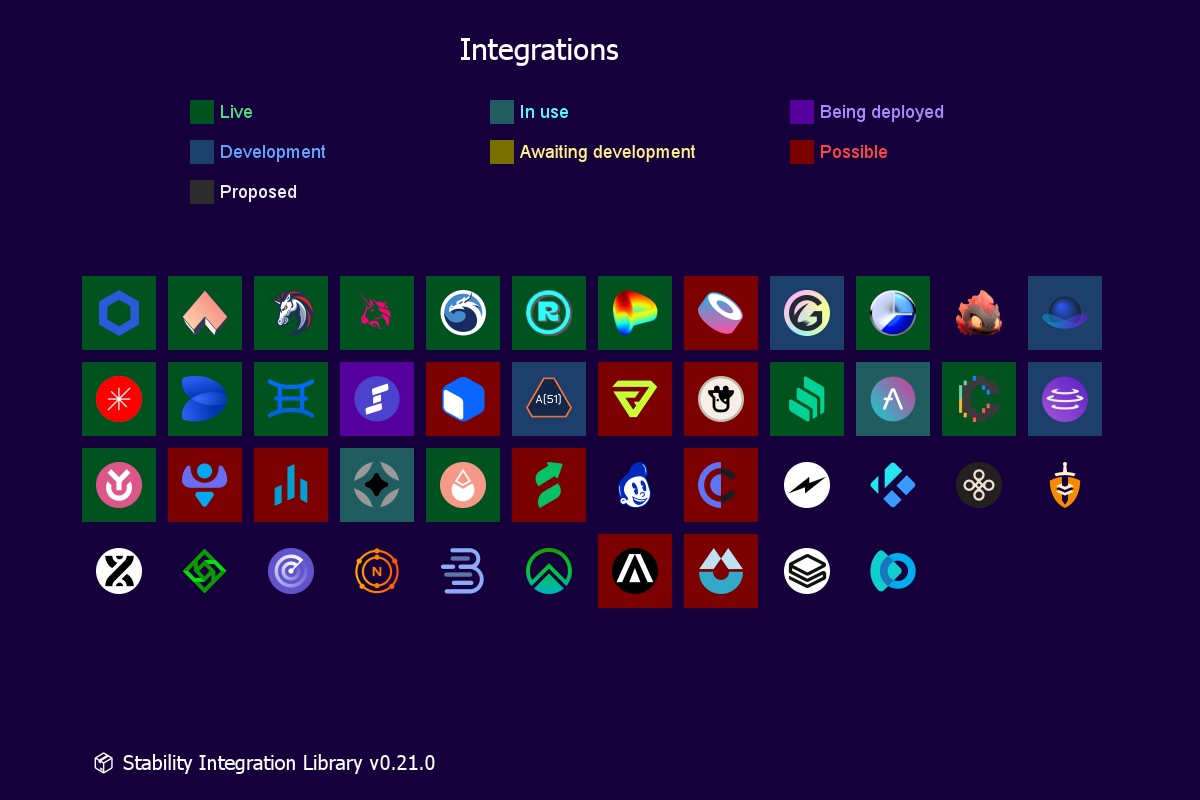 Integrations
Live
In use
Being deployed
Development
Awaiting development
Possible
Proposed
R
G
A[51]
N
Stability Integration Library v0.21.0